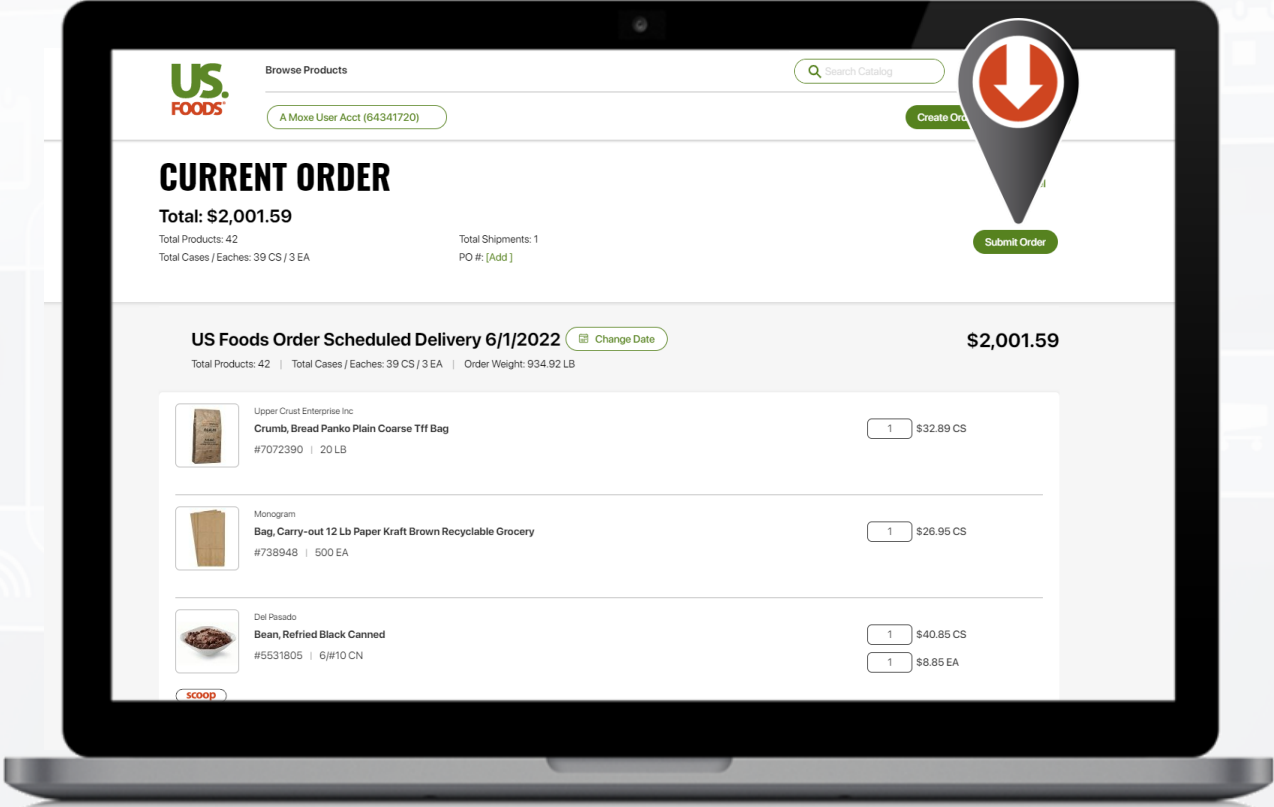 US.
FOODS
Browse Products
Search Catalog
A Moxe User Acct (64341720)
CURRENT ORDER
Total: $2,001.59
Total Products: 42
Total Shipments: 1
Total Cases / Eaches: 39 CS / 3 EA
PO #: [Add ]
Submit Order
US Foods Order Scheduled Delivery 6/1/2022
Change Date
$2,001.59
Total Products: 42 | Total Cases / Eaches: 39 CS / 3 EA | Order Weight: 934.92 LB
Upper Crust Enterprise Inc
Crumb, Bread Panko Plain Coarse Tff Bag
1 $32.89 CS
#7072390 | 20 LB
Monogram
Bag, Carry-out 12 Lb Paper Kraft Brown Recyclable Grocery
1 $26.95 CS
#738948 | 500 EA
Del Pasado
Bean, Refried Black Canned
1 $40.85 CS
#5531805 | 6/#10 CN
1 $8.85 EA
scoop